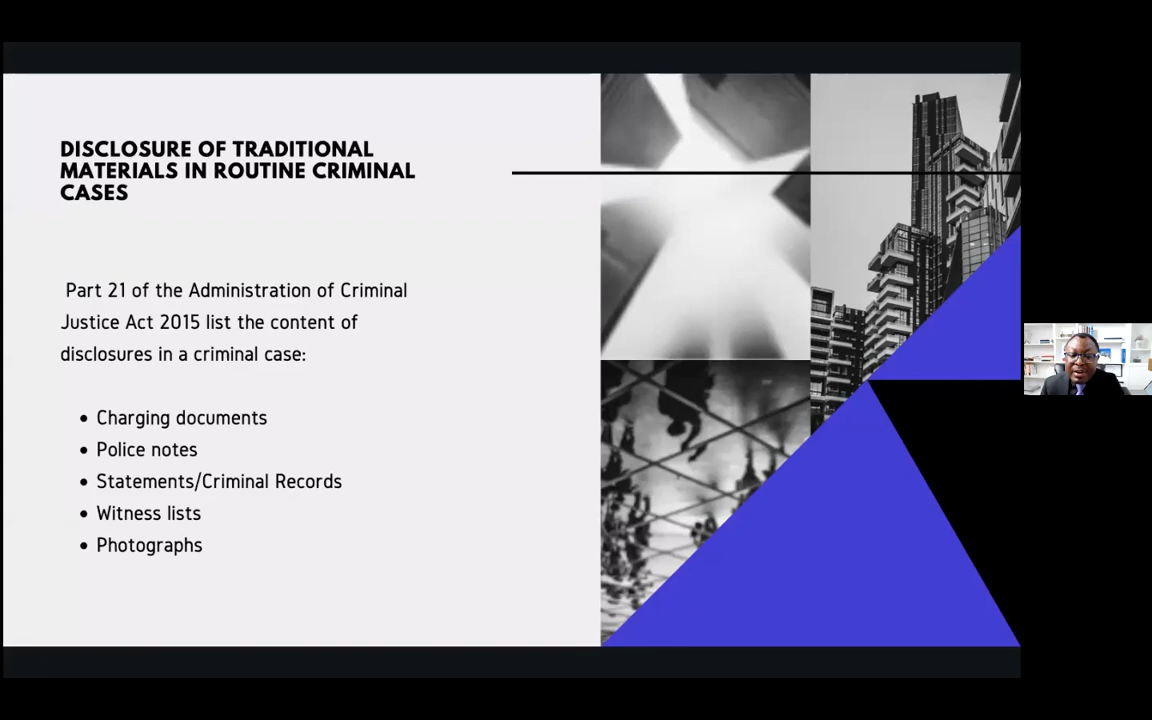 DISCLOSURE OF TRADITIONAL
MATERIALS IN ROUTINE CRIMINAL
CASES
Part 21 of the Administration of Criminal
Justice Act 2015 list the content of
disclosures in a criminal case:
• Charging documents
• Police notes
• Statements/Criminal Records
• Witness lists
• Photographs